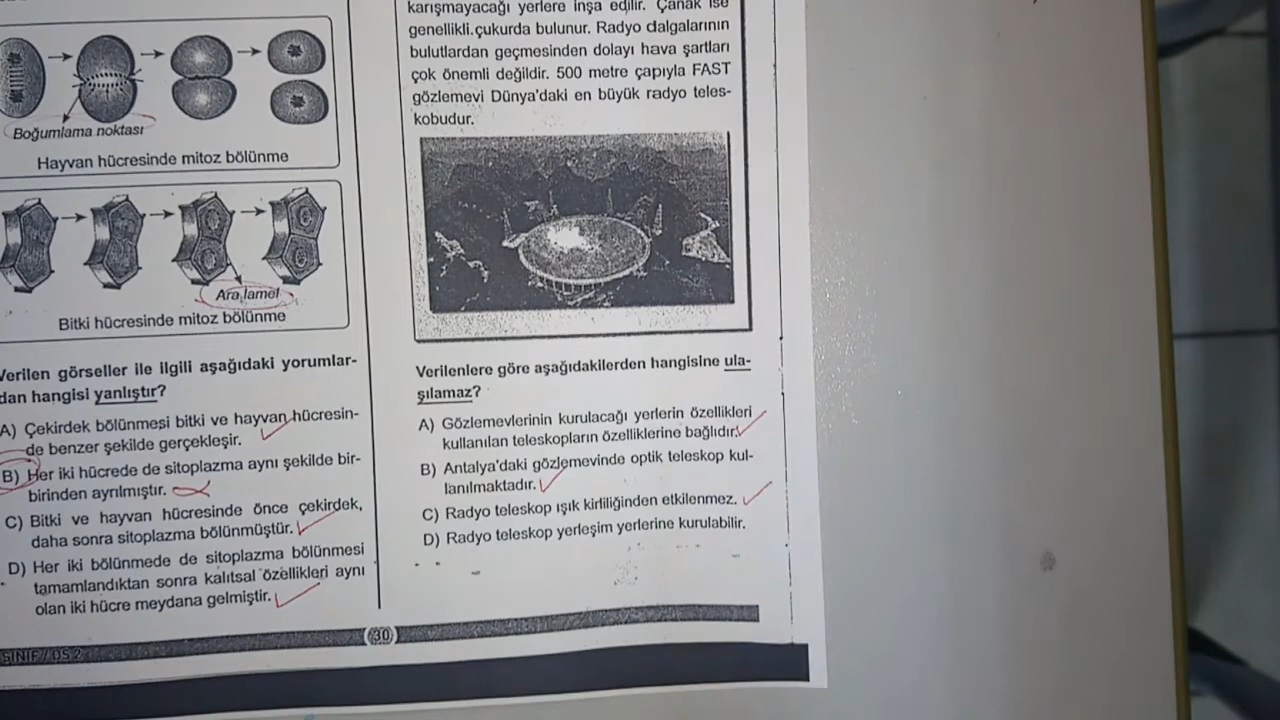 Boğumlama noktası
Hayvan hücresinde mitoz bölünme
Ara lamel
Bitki hücresinde mitoz bölünme
Verilen görseller ile ilgili aşağıdaki yorumlar-
dan hangisi yanlıştır?
A) Çekirdek bölünmesi bitki ve hayvan hücresin-
de benzer şekilde gerçekleşir.
B) Her iki hücrede de sitoplazma aynı şekilde bir-
birinden ayrılmıştır.
C) Bitki ve hayvan hücresinde önce çekirdek,
daha sonra sitoplazma bölünmüştür.
D) Her iki bölünmede de sitoplazma bölünmesi
tamamlandıktan sonra kalıtsal özellikleri aynı
olan iki hücre meydana gelmiştir.
karışmayacağı yerlere inşa edilir. Çanak ise
genellikli çukurda bulunur. Radyo dalgalarının
bulutlardan geçmesinden dolayı hava şartları
çok önemli değildir. 500 metre çapıyla FAST
gözlemevi Dünya'daki en büyük radyo teles-
kobudur.
Verilenlere göre aşağıdakilerden hangisine ula-
şılamaz?
A) Gözlemevlerinin kurulacağı yerlerin özellikleri
kullanılan teleskopların özelliklerine bağlıdır.
B) Antalya'daki gözlemevinde optik teleskop kul-
lanılmaktadır.
C) Radyo teleskop ışık kirliliğinden etkilenmez.
D) Radyo teleskop yerleşim yerlerine kurulabilir.
30
SINIF / DS 2